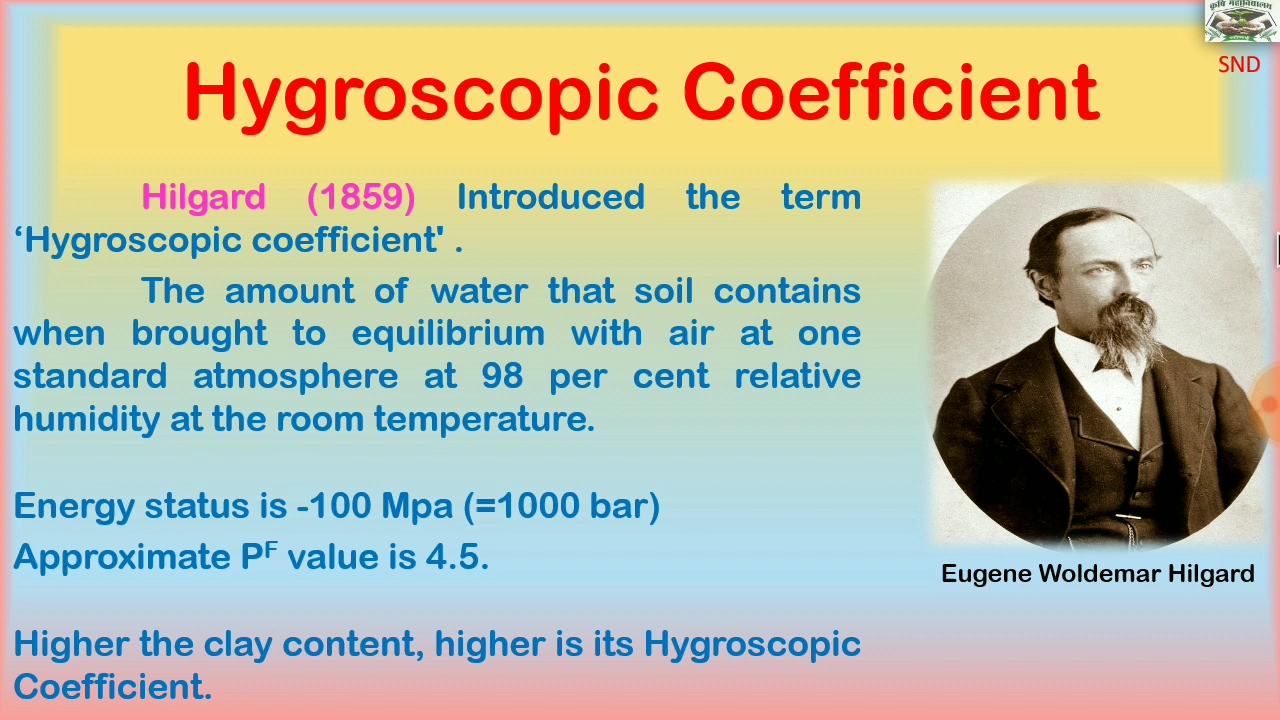 कृषि महाविद्यालय
SND
Hygroscopic Coefficient
Hilgard (1859) Introduced the term
‘Hygroscopic coefficient' .
The amount of water that soil contains
when brought to equilibrium with air at one
standard atmosphere at 98 per cent relative
humidity at the room temperature.
Energy status is -100 Mpa (=1000 bar)
Approximate Pᶠ value is 4.5.
Higher the clay content, higher is its Hygroscopic
Coefficient.
Eugene Woldemar Hilgard